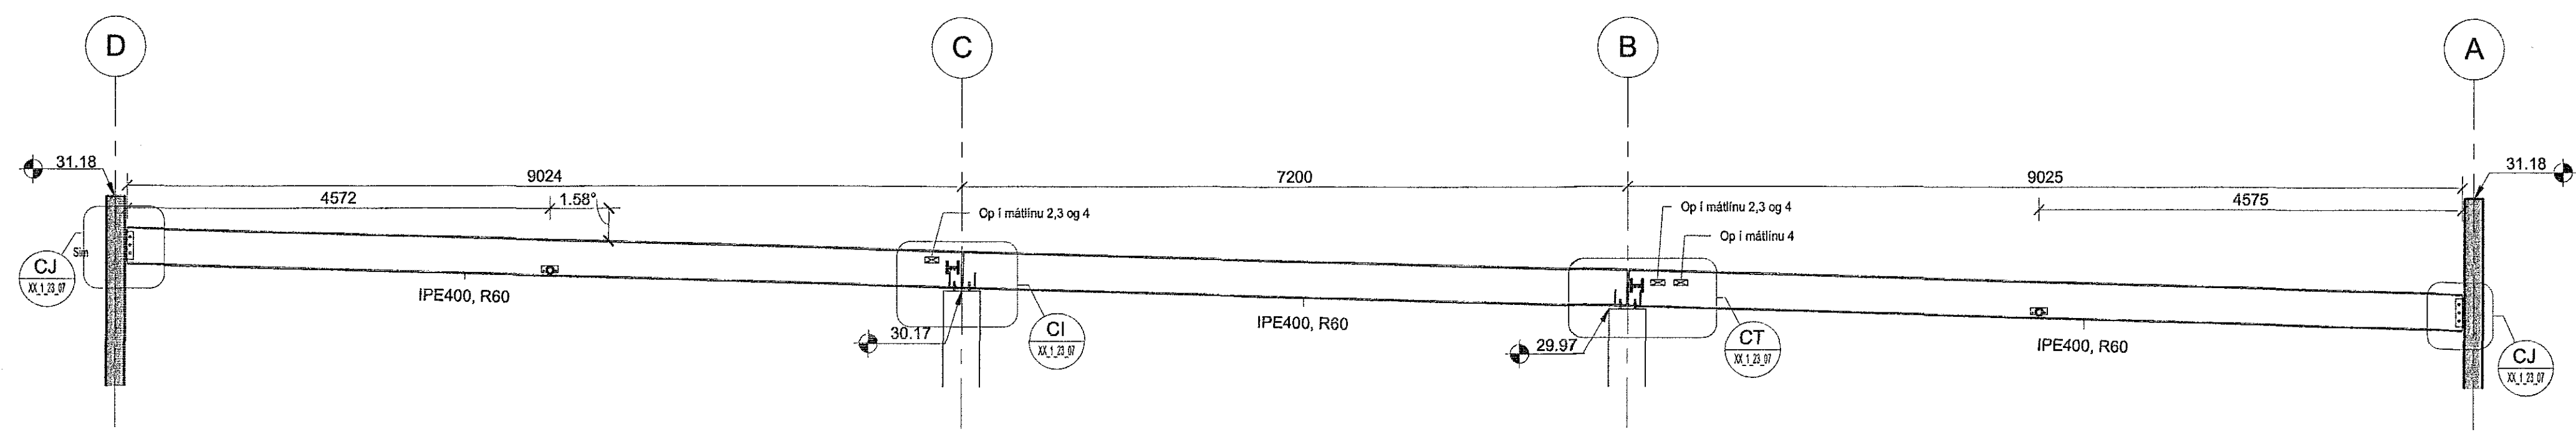 D
C
B
A
31.18
9024
7200
9025
31.18
4572
1.58°
4575
Op í mátlínu 2,3 og 4
Op í mátlínu 2,3 og 4
Op í mátlínu 4
CJ
XX_1_23_07
Sim
IPE400, R60
30.17
CI
XX_1_23_07
IPE400, R60
29.97
CT
XX_1_23_07
IPE400, R60
CJ
XX_1_23_07